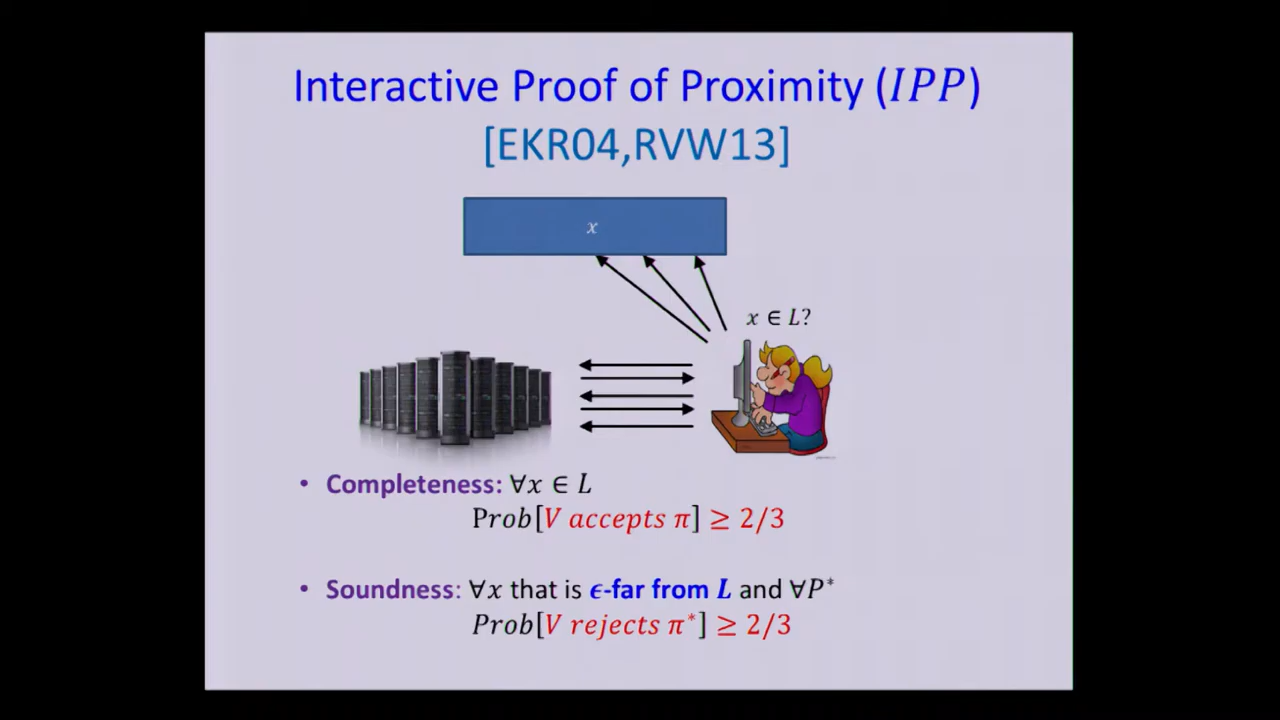 Interactive Proof of Proximity (IPP)
[EKR04,RVW13]
x
x ∈ L?
• Completeness: ∀x ∈ L
Prob[V accepts π] ≥ 2/3
• Soundness: ∀x that is ϵ-far from L and ∀P*
Prob[V rejects π*] ≥ 2/3